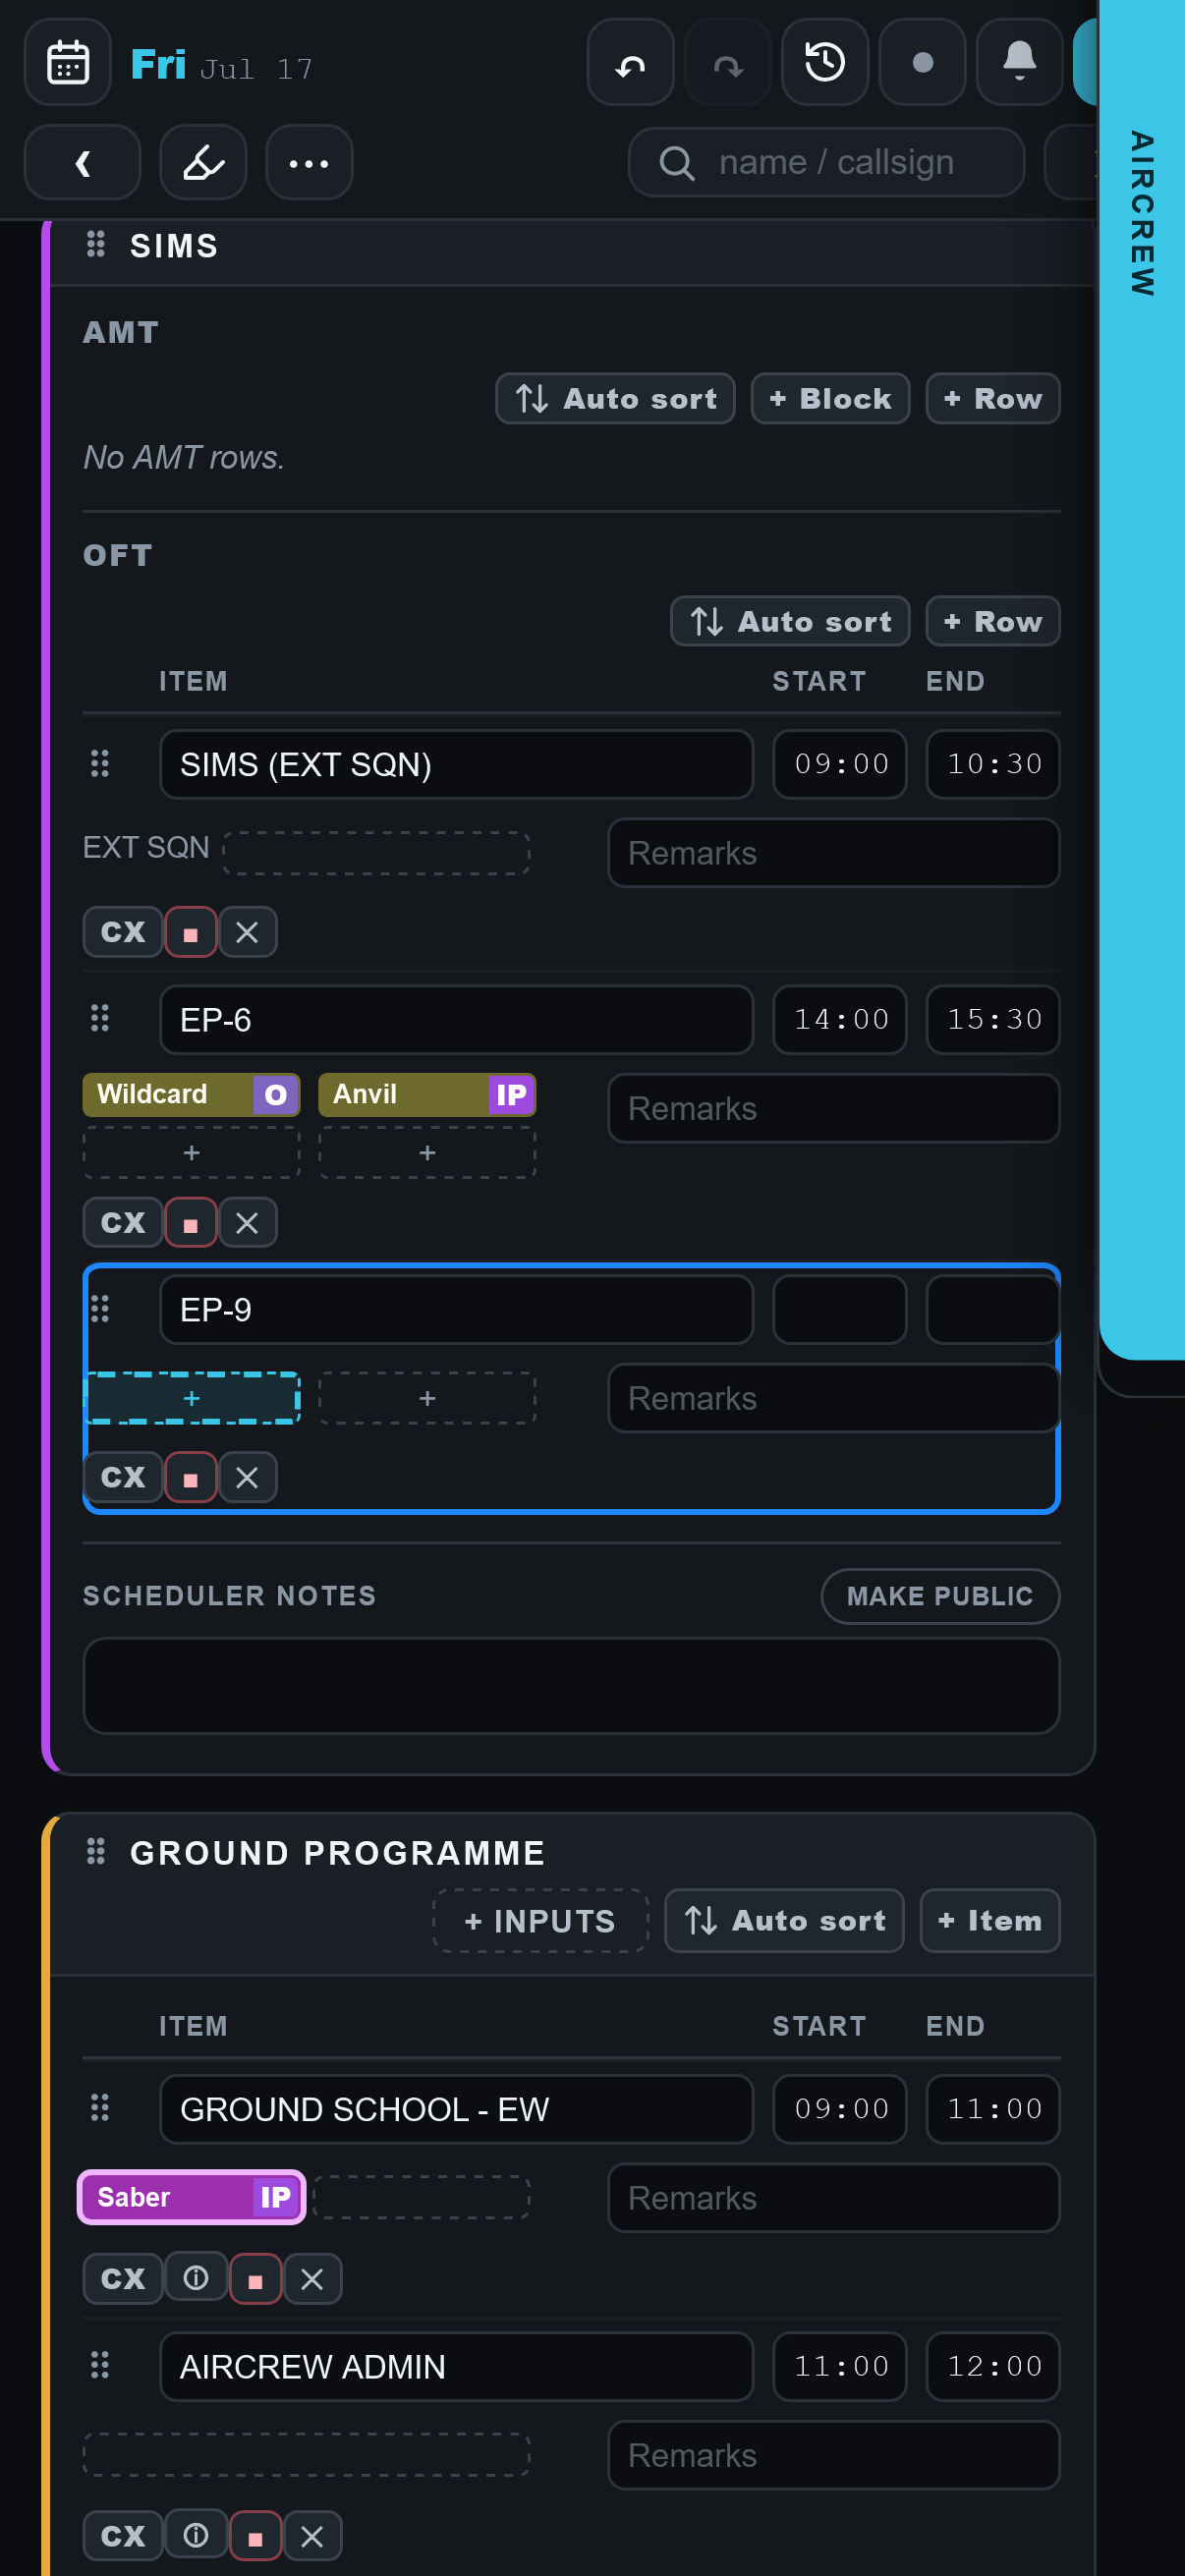 Fri Jul 17
name / callsign
AIRCREW
SIMS
AMT
Auto sort + Block + Row
No AMT rows.
OFT
Auto sort + Row
ITEM START END
SIMS (EXT SQN) 09:00 10:30
EXT SQN Remarks
CX
EP-6 14:00 15:30
Wildcard O Anvil IP Remarks
+ +
CX
EP-9
+ + Remarks
CX
SCHEDULER NOTES MAKE PUBLIC
GROUND PROGRAMME
+ INPUTS Auto sort + Item
ITEM START END
GROUND SCHOOL - EW 09:00 11:00
Saber IP Remarks
CX
AIRCREW ADMIN 11:00 12:00
Remarks
CX